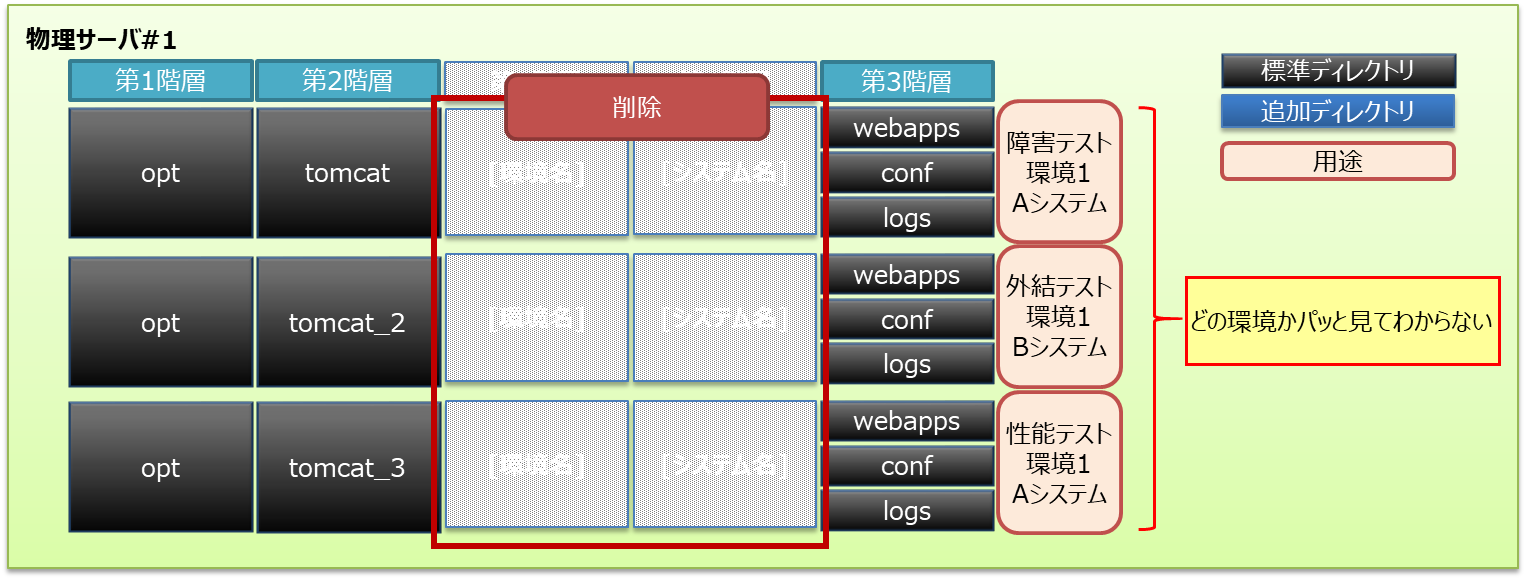 物理サーバ#1
第1階層
第2階層
第3階層
削除
標準ディレクトリ
追加ディレクトリ
用途
opt
tomcat
[環境名]
[システム名]
webapps
conf
logs
障害テスト
環境1
Aシステム
opt
tomcat_2
[環境名]
[システム名]
webapps
conf
logs
外結テスト
環境1
Bシステム
どの環境かパッと見てわからない
opt
tomcat_3
[環境名]
[システム名]
webapps
conf
logs
性能テスト
環境1
Aシステム